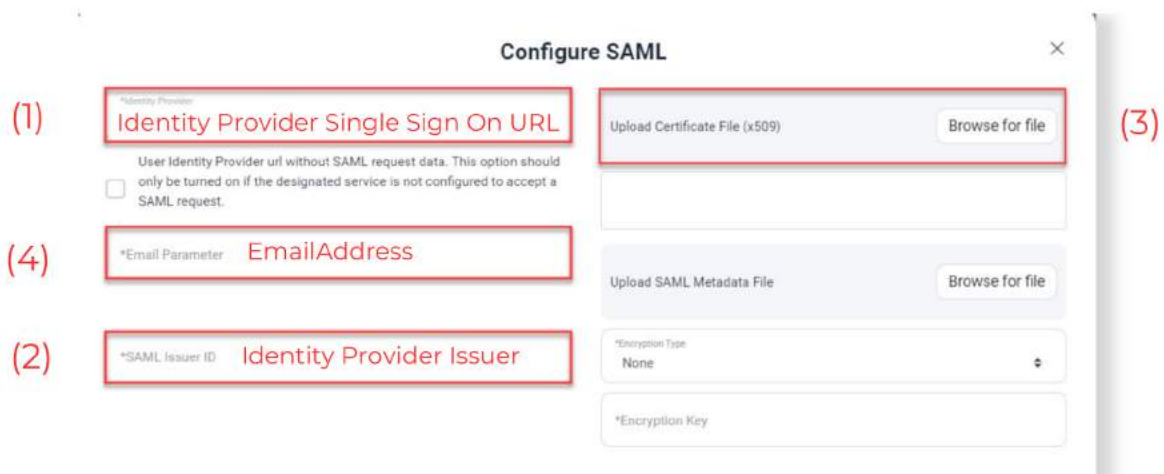 Configure SAML
×
(1)
*Identity Provider
Identity Provider Single Sign On URL
Upload Certificate File (x509)
Browse for file
(3)
User Identity Provider url without SAML request data. This option should
only be turned on if the designated service is not configured to accept a
SAML request.
(4)
*Email Parameter EmailAddress
Upload SAML Metadata File
Browse for file
(2)
*SAML Issuer ID Identity Provider Issuer
*Encryption Type
None
*Encryption Key